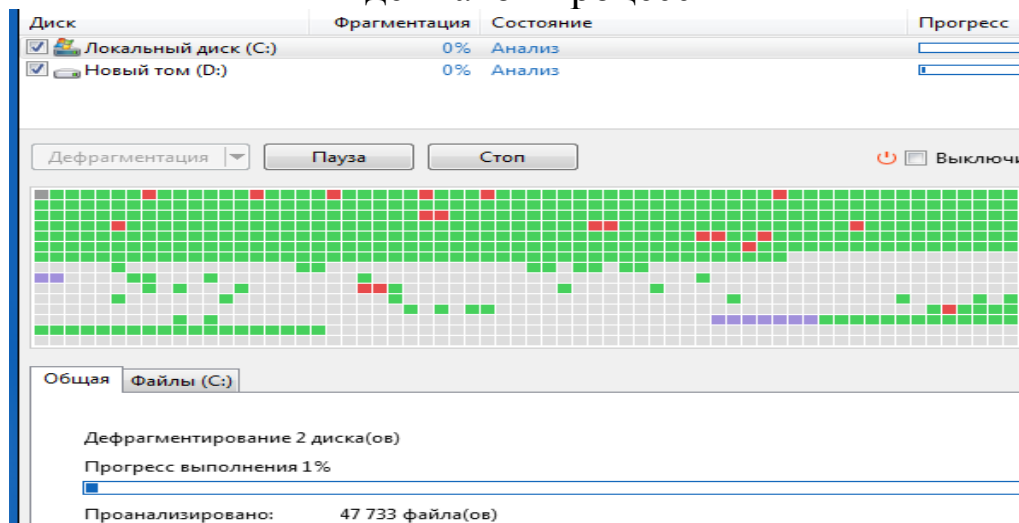 Диск Фрагментация Состояние Прогресс
Локальный диск (C:) 0% Анализ
Новый том (D:) 0% Анализ
Дефрагментация Пауза Стоп Выключи
Общая Файлы (C:)
Дефрагментирование 2 диска(ов)
Прогресс выполнения 1%
Проанализировано: 47 733 файла(ов)